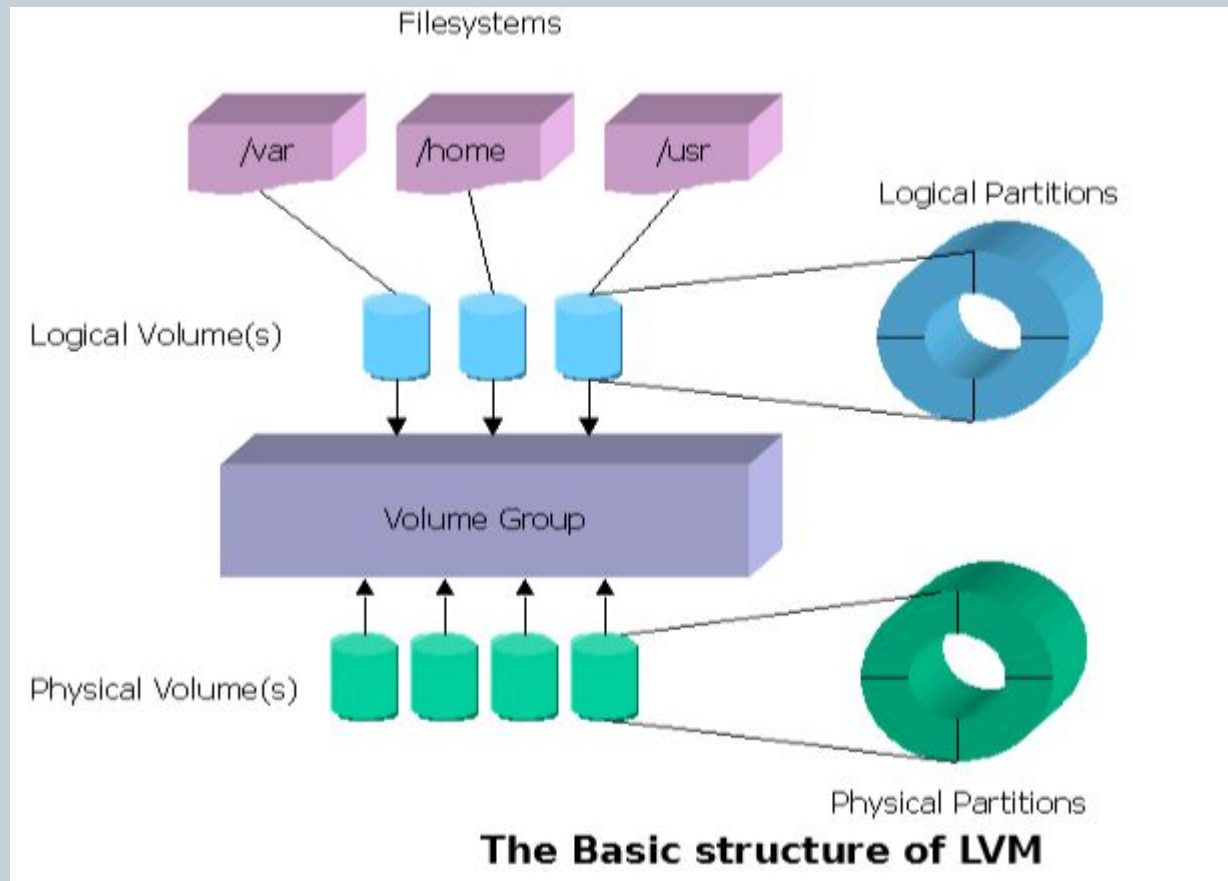 Filesystems
/var
/home
/usr
Logical Partitions
Logical Volume(s)
Volume Group
Physical Volume(s)
Physical Partitions
The Basic structure of LVM